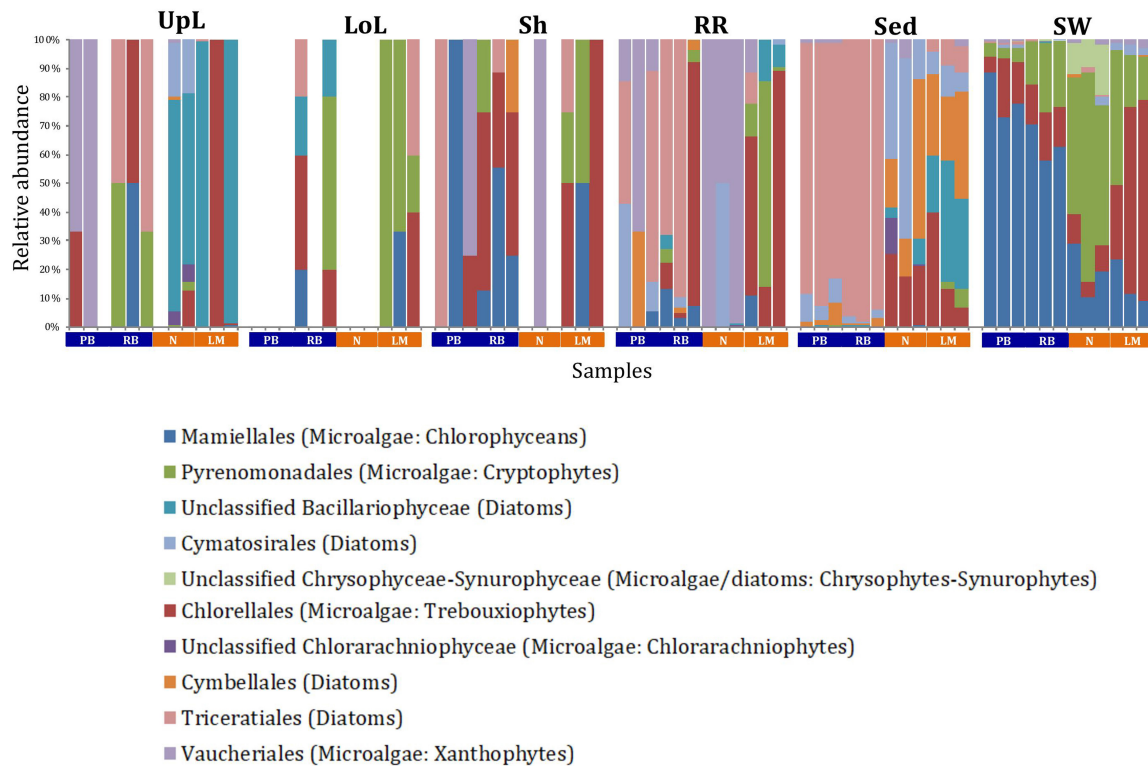 UpL LoL Sh RR Sed SW
100%
90%
80%
70%
60%
50%
40%
30%
20%
10%
0%
Relative abundance
PB RB N LM PB RB N LM PB RB N LM PB RB N LM PB RB N LM PB RB N LM
Samples
Mamiellales (Microalgae: Chlorophyceans)
Pyrenomonadales (Microalgae: Cryptophytes)
Unclassified Bacillariophyceae (Diatoms)
Cymatosirales (Diatoms)
Unclassified Chrysophyceae-Synurophyceae (Microalgae/diatoms: Chrysophytes-Synurophytes)
Chlorellales (Microalgae: Trebouxiophytes)
Unclassified Chlorarachniophyceae (Microalgae: Chlorarachniophytes)
Cymbellales (Diatoms)
Triceratiales (Diatoms)
Vaucheriales (Microalgae: Xanthophytes)